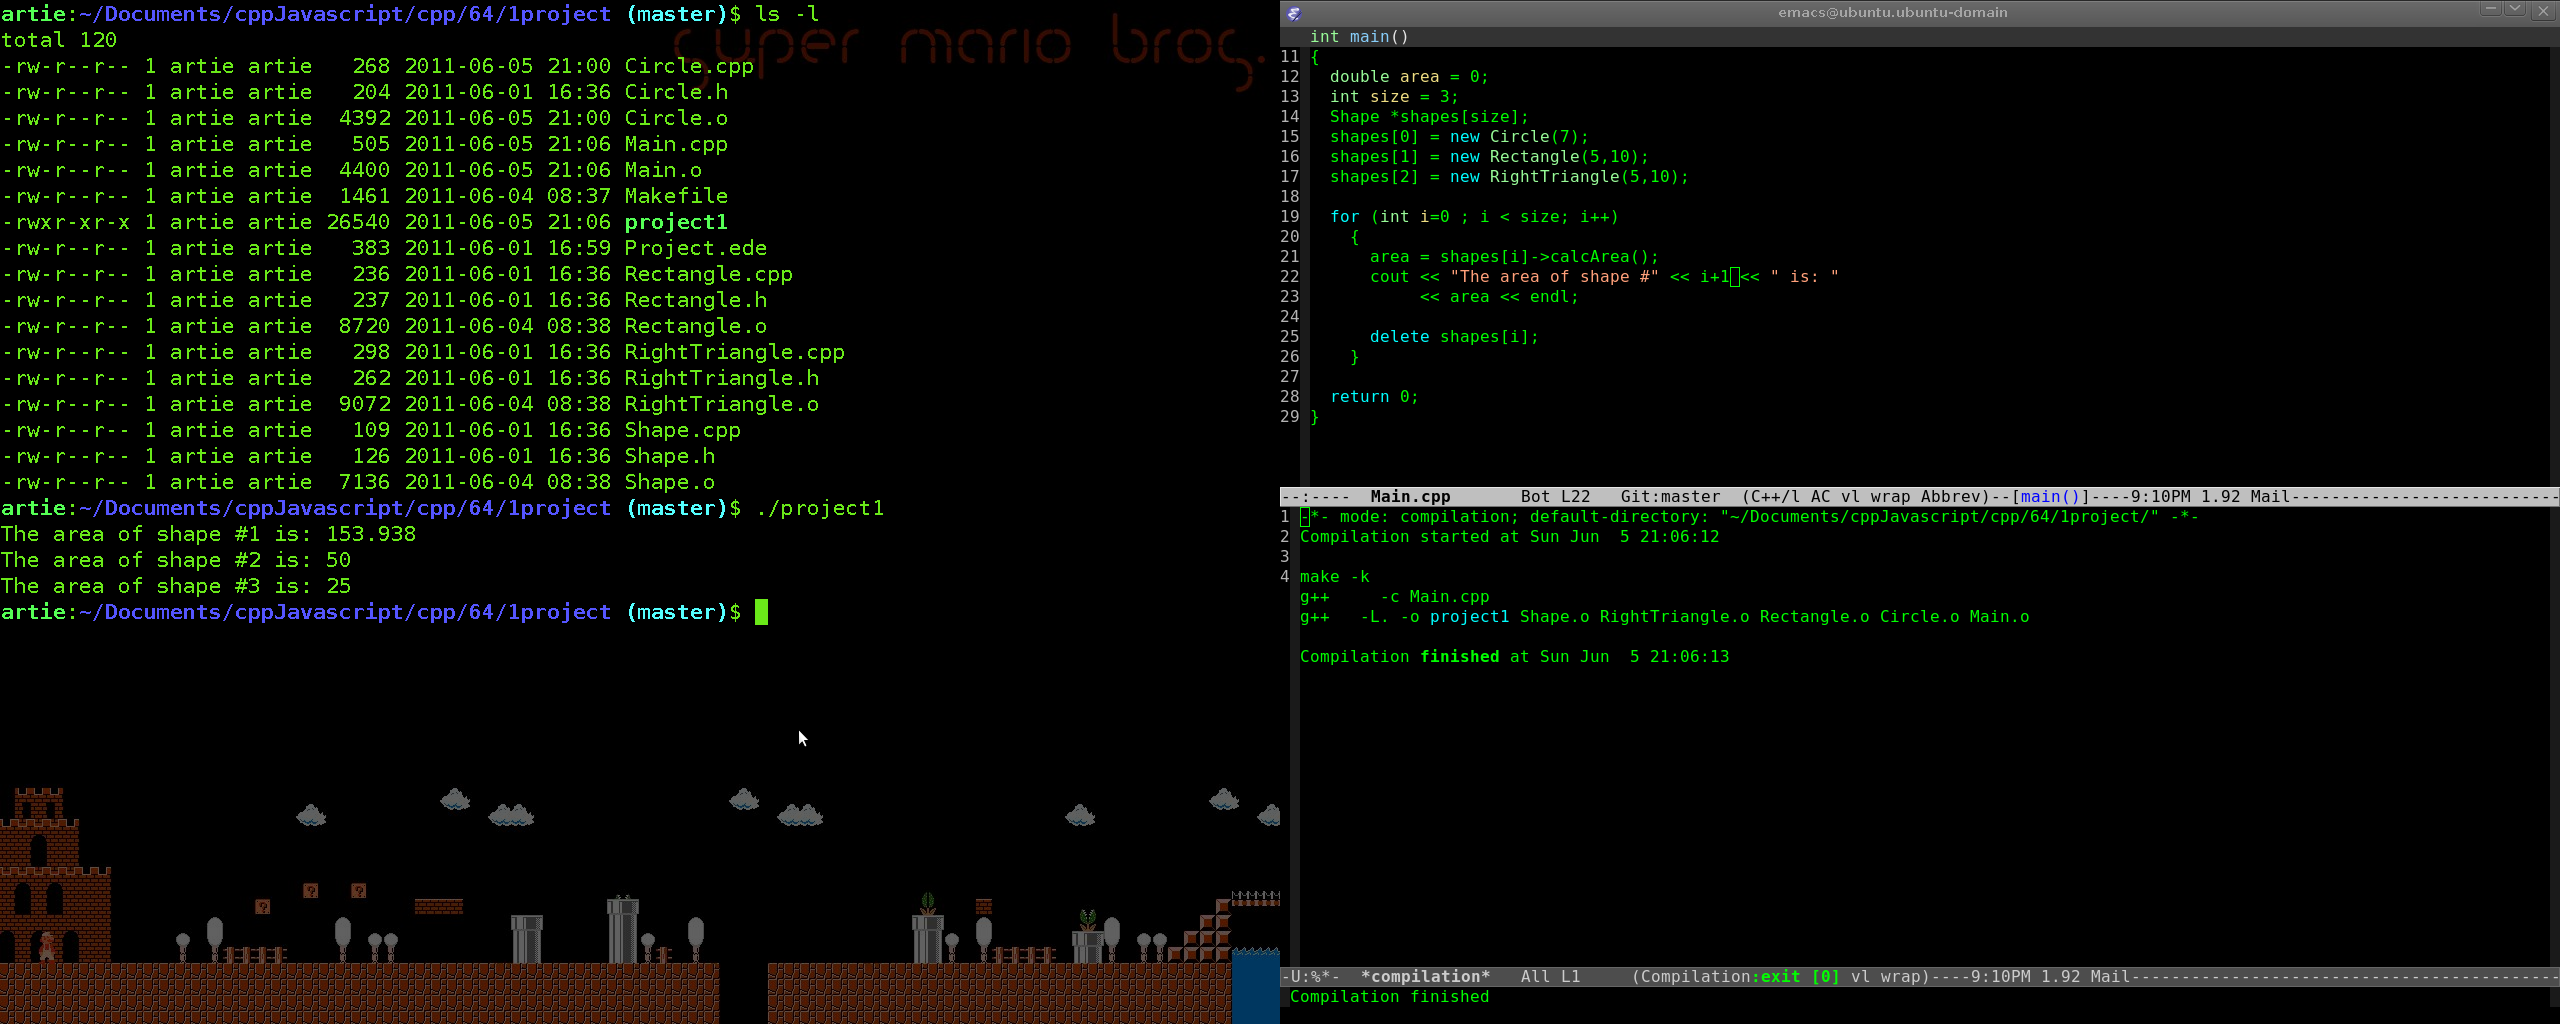 artie:~/Documents/cppJavascript/cpp/64/1project (master)$ ls -l
total 120
-rw-r--r-- 1 artie artie   268 2011-06-05 21:00 Circle.cpp
-rw-r--r-- 1 artie artie   204 2011-06-01 16:36 Circle.h
-rw-r--r-- 1 artie artie  4392 2011-06-05 21:00 Circle.o
-rw-r--r-- 1 artie artie   505 2011-06-05 21:06 Main.cpp
-rw-r--r-- 1 artie artie  4400 2011-06-05 21:06 Main.o
-rw-r--r-- 1 artie artie  1461 2011-06-04 08:37 Makefile
-rwxr-xr-x 1 artie artie 26540 2011-06-05 21:06 project1
-rw-r--r-- 1 artie artie   383 2011-06-01 16:59 Project.ede
-rw-r--r-- 1 artie artie   236 2011-06-01 16:36 Rectangle.cpp
-rw-r--r-- 1 artie artie   237 2011-06-01 16:36 Rectangle.h
-rw-r--r-- 1 artie artie  8720 2011-06-04 08:38 Rectangle.o
-rw-r--r-- 1 artie artie   298 2011-06-01 16:36 RightTriangle.cpp
-rw-r--r-- 1 artie artie   262 2011-06-01 16:36 RightTriangle.h
-rw-r--r-- 1 artie artie  9072 2011-06-04 08:38 RightTriangle.o
-rw-r--r-- 1 artie artie   109 2011-06-01 16:36 Shape.cpp
-rw-r--r-- 1 artie artie   126 2011-06-01 16:36 Shape.h
-rw-r--r-- 1 artie artie  7136 2011-06-04 08:38 Shape.o
artie:~/Documents/cppJavascript/cpp/64/1project (master)$ ./project1
The area of shape #1 is: 153.938
The area of shape #2 is: 50
The area of shape #3 is: 25
artie:~/Documents/cppJavascript/cpp/64/1project (master)$
super mario bros.
? ? ?
emacs@ubuntu.ubuntu-domain
int main()
11 {
12   double area = 0;
13   int size = 3;
14   Shape *shapes[size];
15   shapes[0] = new Circle(7);
16   shapes[1] = new Rectangle(5,10);
17   shapes[2] = new RightTriangle(5,10);
18
19   for (int i=0 ; i < size; i++)
20     {
21       area = shapes[i]->calcArea();
22       cout << "The area of shape #" << i+1 << " is: "
23            << area << endl;
24
25       delete shapes[i];
26     }
27
28   return 0;
29 }
--:----  Main.cpp       Bot L22   Git:master  (C++/l AC vl wrap Abbrev)--[main()]----9:10PM 1.92 Mail---------------------------
1 -*- mode: compilation; default-directory: "~/Documents/cppJavascript/cpp/64/1project/" -*-
2 Compilation started at Sun Jun  5 21:06:12
3
4 make -k
g++     -c Main.cpp
g++   -L. -o project1 Shape.o RightTriangle.o Rectangle.o Circle.o Main.o
Compilation finished at Sun Jun  5 21:06:13
-U:%*-  *compilation*   All L1     (Compilation:exit [0] vl wrap)----9:10PM 1.92 Mail-------------------------------------------
Compilation finished